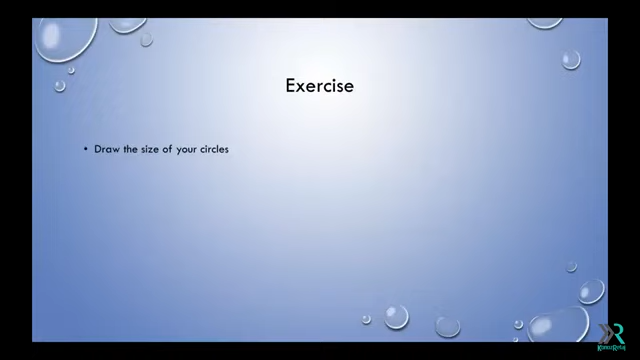 Exercise
• Draw the size of your circles